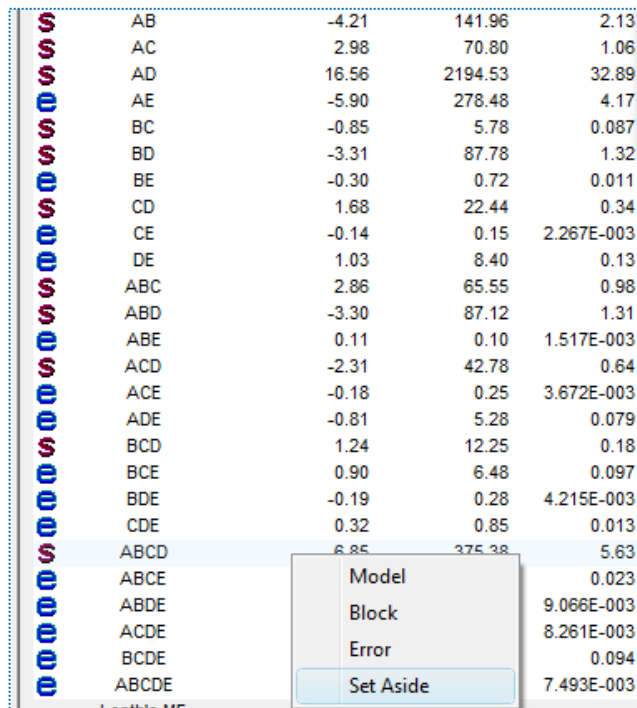 S AB -4.21 141.96 2.13
S AC 2.98 70.80 1.06
S AD 16.56 2194.53 32.89
e AE -5.90 278.48 4.17
S BC -0.85 5.78 0.087
S BD -3.31 87.78 1.32
e BE -0.30 0.72 0.011
S CD 1.68 22.44 0.34
e CE -0.14 0.15 2.267E-003
e DE 1.03 8.40 0.13
S ABC 2.86 65.55 0.98
S ABD -3.30 87.12 1.31
e ABE 0.11 0.10 1.517E-003
S ACD -2.31 42.78 0.64
e ACE -0.18 0.25 3.672E-003
e ADE -0.81 5.28 0.079
S BCD 1.24 12.25 0.18
e BCE 0.90 6.48 0.097
e BDE -0.19 0.28 4.215E-003
e CDE 0.32 0.85 0.013
S ABCD 6.85 375.38 5.63
e ABCE 0.023
e ABDE 9.066E-003
e ACDE 8.261E-003
e BCDE 0.094
e ABCDE 7.493E-003
Model
Block
Error
Set Aside